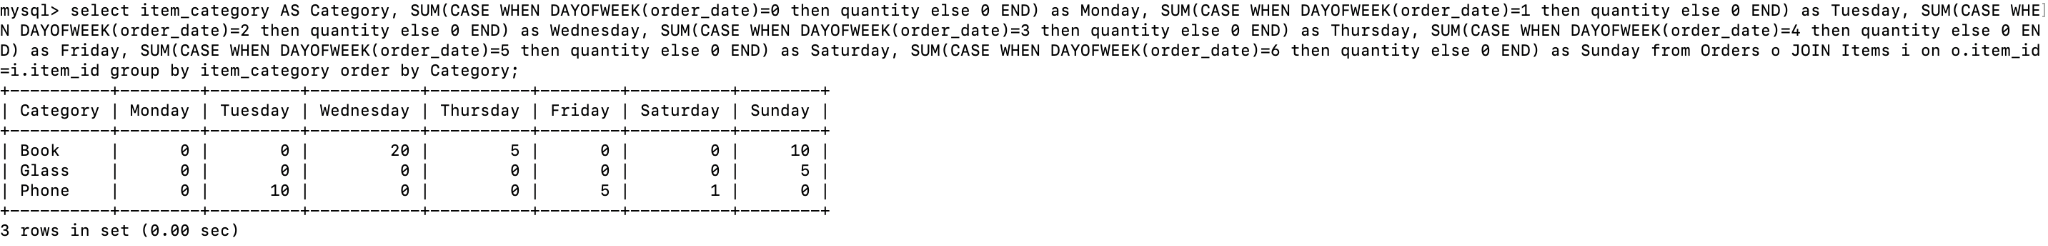 mysql> select item_category AS Category, SUM(CASE WHEN DAYOFWEEK(order_date)=0 then quantity else 0 END) as Monday, SUM(CASE WHEN DAYOFWEEK(order_date)=1 then quantity else 0 END) as Tuesday, SUM(CASE WHE
N DAYOFWEEK(order_date)=2 then quantity else 0 END) as Wednesday, SUM(CASE WHEN DAYOFWEEK(order_date)=3 then quantity else 0 END) as Thursday, SUM(CASE WHEN DAYOFWEEK(order_date)=4 then quantity else 0 EN
D) as Friday, SUM(CASE WHEN DAYOFWEEK(order_date)=5 then quantity else 0 END) as Saturday, SUM(CASE WHEN DAYOFWEEK(order_date)=6 then quantity else 0 END) as Sunday from Orders o JOIN Items i on o.item_id
=i.item_id group by item_category order by Category;
+----------+--------+---------+-----------+----------+--------+----------+--------+
| Category | Monday | Tuesday | Wednesday | Thursday | Friday | Saturday | Sunday |
+----------+--------+---------+-----------+----------+--------+----------+--------+
| Book     |      0 |       0 |        20 |        5 |      0 |        0 |     10 |
| Glass    |      0 |       0 |         0 |        0 |      0 |        0 |      5 |
| Phone    |      0 |      10 |         0 |        0 |      5 |        1 |      0 |
+----------+--------+---------+-----------+----------+--------+----------+--------+
3 rows in set (0.00 sec)